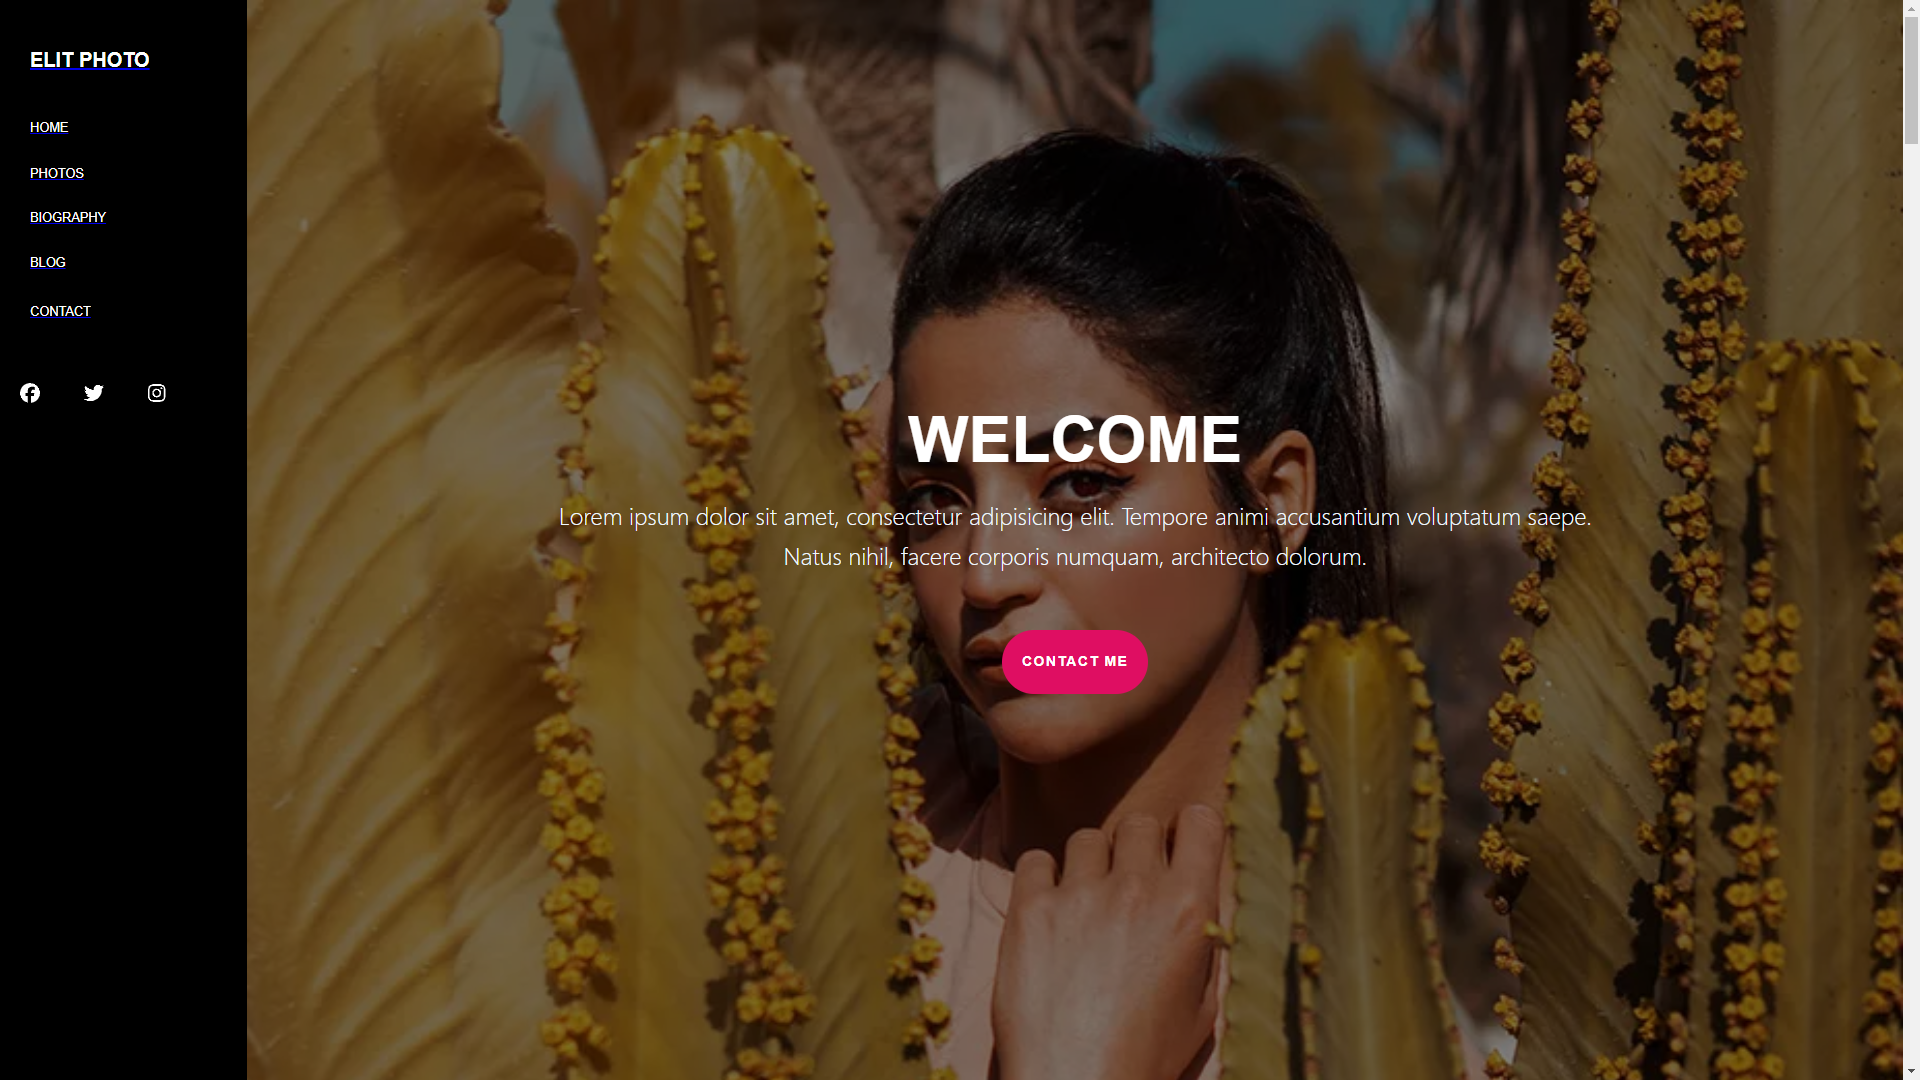 ELIT PHOTO
HOME
PHOTOS
BIOGRAPHY
BLOG
CONTACT
WELCOME
Lorem ipsum dolor sit amet, consectetur adipisicing elit. Tempore animi accusantium voluptatum saepe.
Natus nihil, facere corporis numquam, architecto dolorum.
CONTACT ME